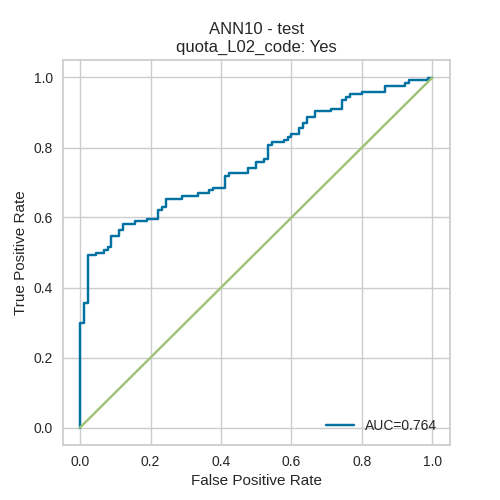 ANN10 - test
quota_L02_code: Yes
True Positive Rate
1.0
0.8
0.6
0.4
0.2
0.0
AUC=0.764
0.0 0.2 0.4 0.6 0.8 1.0
False Positive Rate